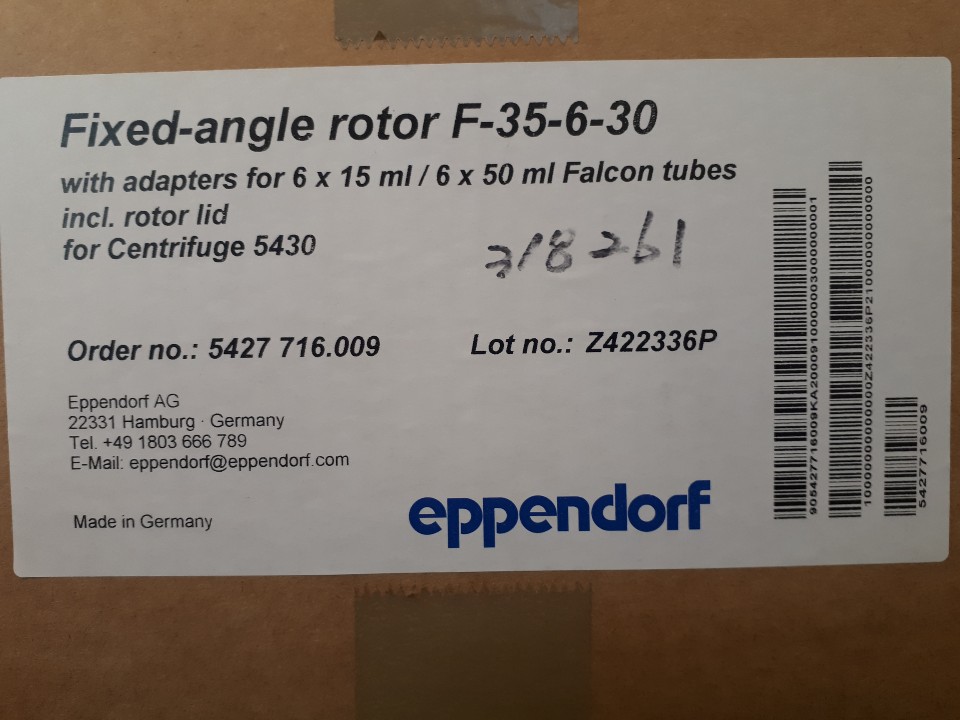 Fixed-angle rotor F-35-6-30
with adapters for 6 x 15 ml / 6 x 50 ml Falcon tubes
incl. rotor lid
for Centrifuge 5430
318261
Order no.: 5427 716.009
Lot no.: Z422336P
Eppendorf AG
22331 Hamburg · Germany
Tel. +49 1803 666 789
E-Mail: eppendorf@eppendorf.com
Made in Germany
eppendorf
5427716009